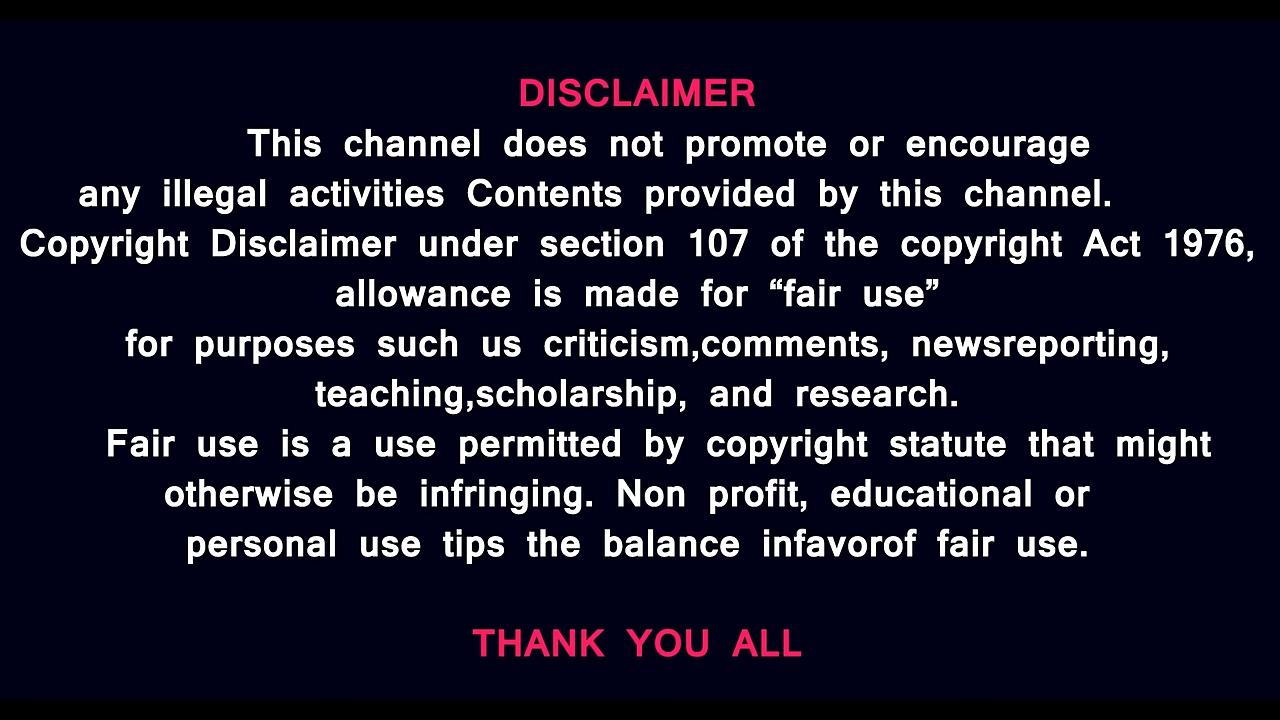 DISCLAIMER
This channel does not promote or encourage
any illegal activities Contents provided by this channel.
Copyright Disclaimer under section 107 of the copyright Act 1976,
allowance is made for “fair use”
for purposes such us criticism,comments, newsreporting,
teaching,scholarship, and research.
Fair use is a use permitted by copyright statute that might
otherwise be infringing. Non profit, educational or
personal use tips the balance infavorof fair use.
THANK YOU ALL